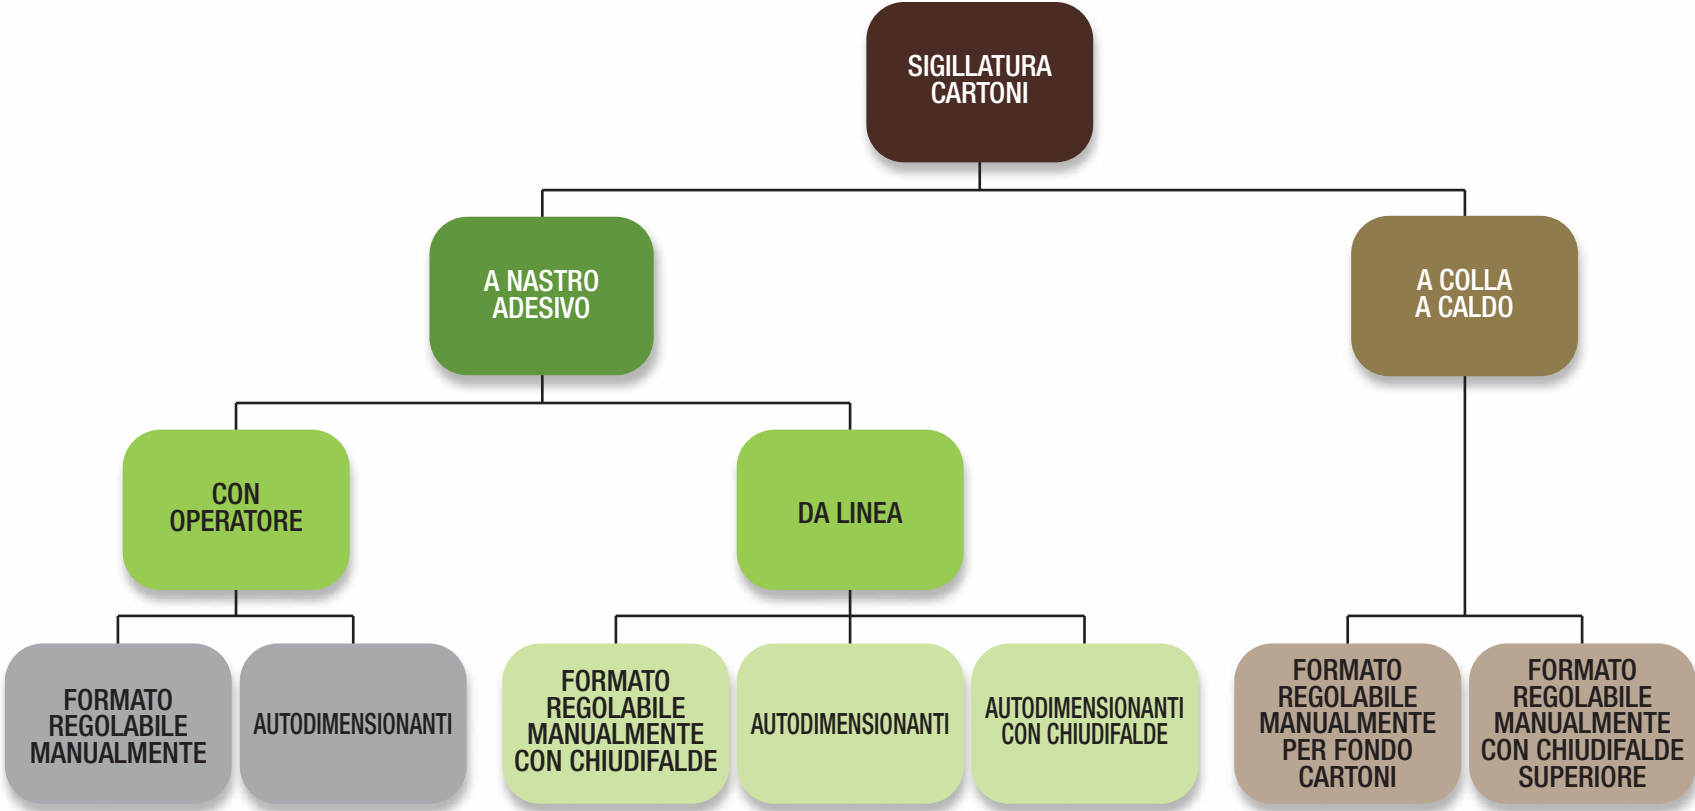 SIGILLATURA
CARTONI
A NASTRO
ADESIVO
A COLLA
A CALDO
CON
OPERATORE
DA LINEA
FORMATO
REGOLABILE
MANUALMENTE
AUTODIMENSIONANTI
FORMATO
REGOLABILE
MANUALMENTE
CON CHIUDIFALDE
AUTODIMENSIONANTI
AUTODIMENSIONANTI
CON CHIUDIFALDE
FORMATO
REGOLABILE
MANUALMENTE
PER FONDO
CARTONI
FORMATO
REGOLABILE
MANUALMENTE
CON CHIUDIFALDE
SUPERIORE